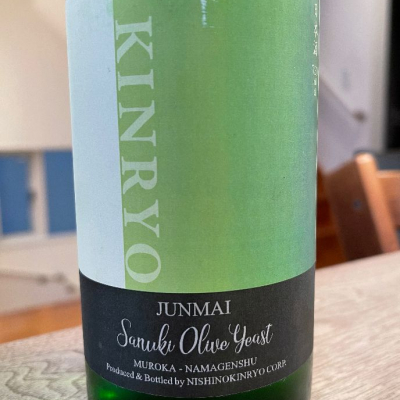 KINRYO
JUNMAI
Sanuki Olive Yeast
MUROKA - NAMAGENSHU
Produced & Bottled by NISHINOKINRYO CORP.